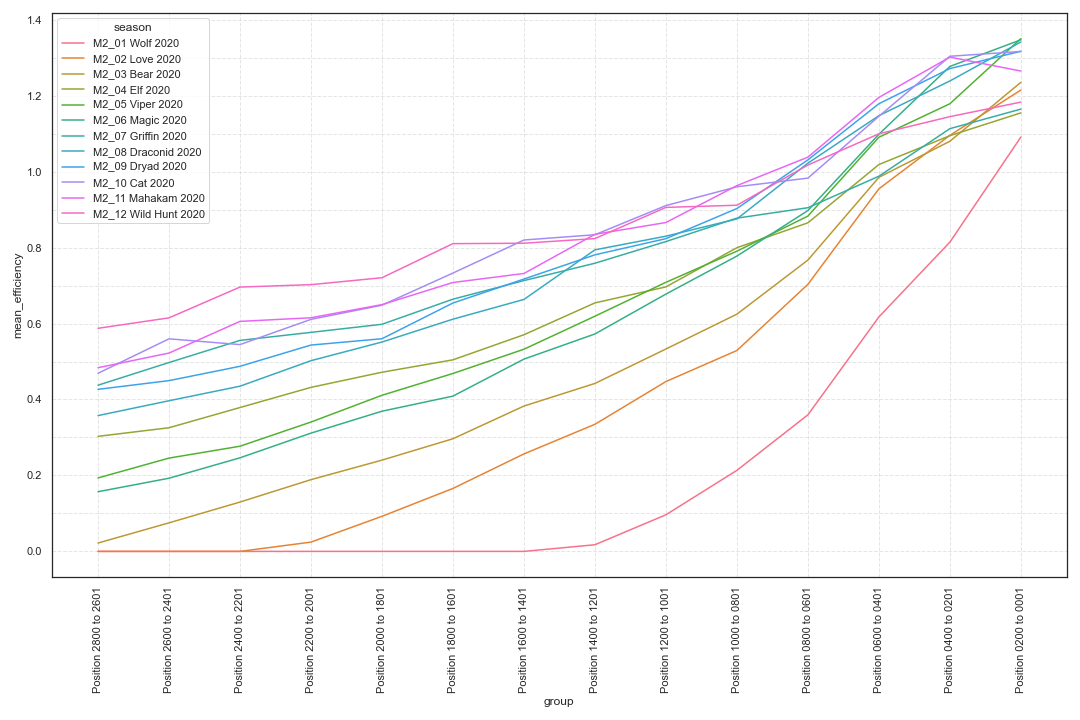 season
M2_01 Wolf 2020
M2_02 Love 2020
M2_03 Bear 2020
M2_04 Elf 2020
M2_05 Viper 2020
M2_06 Magic 2020
M2_07 Griffin 2020
M2_08 Draconid 2020
M2_09 Dryad 2020
M2_10 Cat 2020
M2_11 Mahakam 2020
M2_12 Wild Hunt 2020
mean_efficiency
1.4
1.2
1.0
0.8
0.6
0.4
0.2
0.0
Position 2800 to 2601
Position 2600 to 2401
Position 2400 to 2201
Position 2200 to 2001
Position 2000 to 1801
Position 1800 to 1601
Position 1600 to 1401
Position 1400 to 1201
Position 1200 to 1001
Position 1000 to 0801
Position 0800 to 0601
Position 0600 to 0401
Position 0400 to 0201
Position 0200 to 0001
group